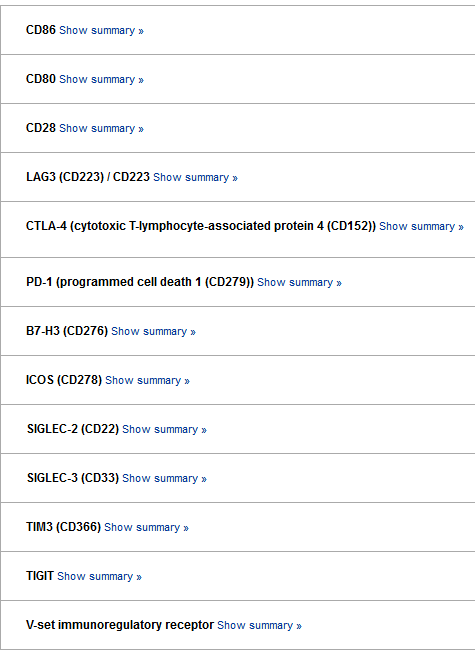 CD86 Show summary »
CD80 Show summary »
CD28 Show summary »
LAG3 (CD223) / CD223 Show summary »
CTLA-4 (cytotoxic T-lymphocyte-associated protein 4 (CD152)) Show summary »
PD-1 (programmed cell death 1 (CD279)) Show summary »
B7-H3 (CD276) Show summary »
ICOS (CD278) Show summary »
SIGLEC-2 (CD22) Show summary »
SIGLEC-3 (CD33) Show summary »
TIM3 (CD366) Show summary »
TIGIT Show summary »
V-set immunoregulatory receptor Show summary »